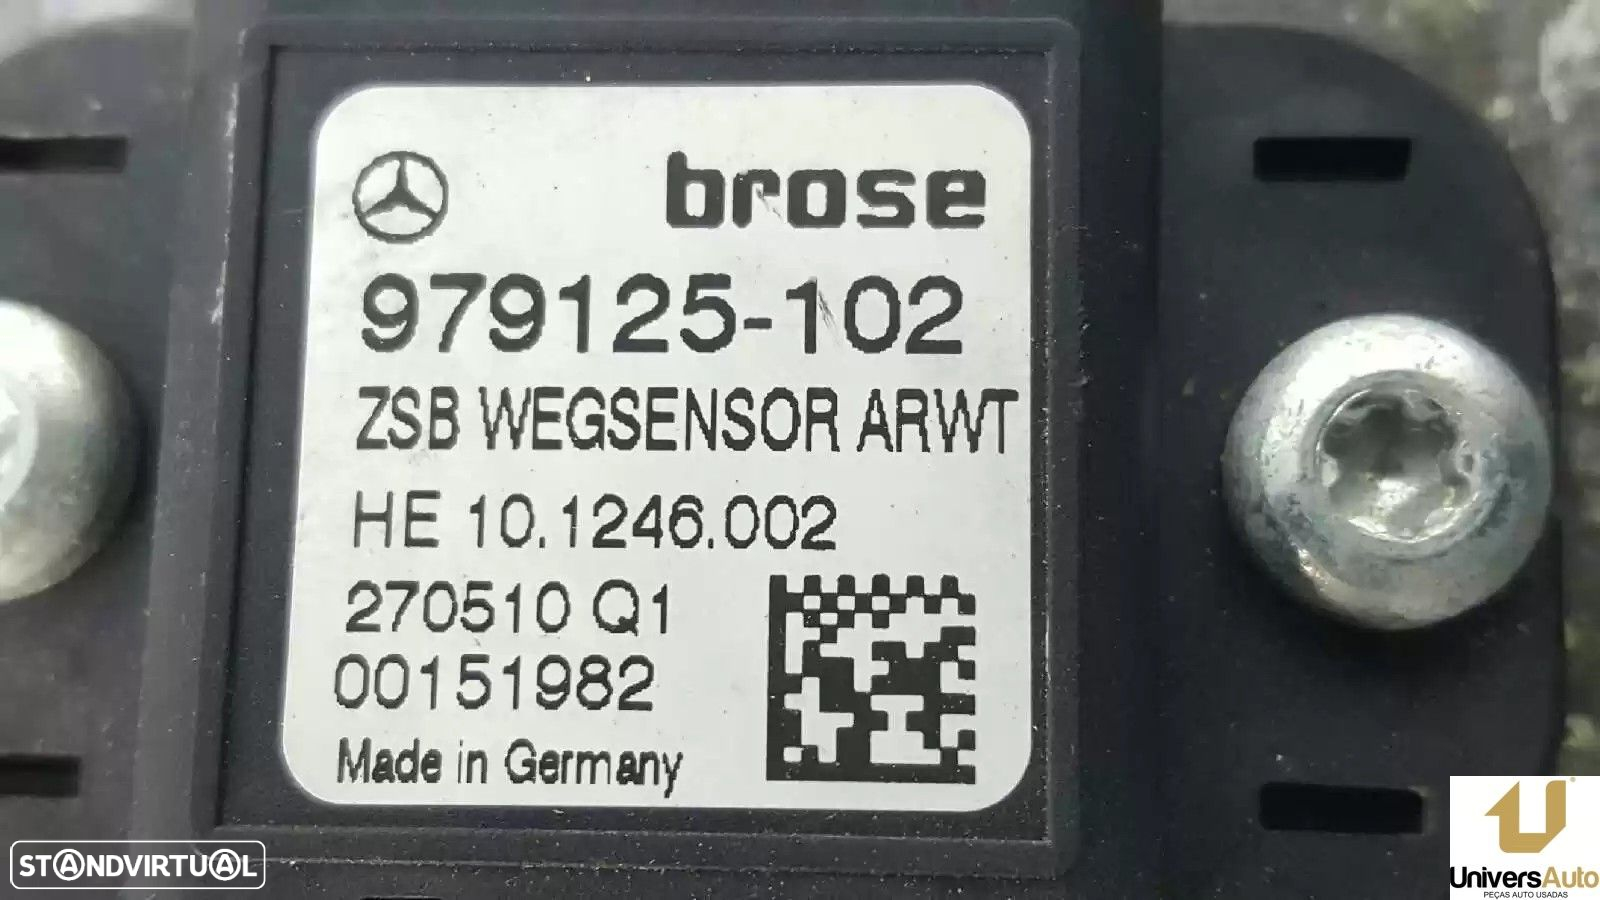 brose
979125-102
ZSB WEGSENSOR ARWT
HE 10.1246.002
270510 Q1
00151982
Made in Germany
STANDVIRTUAL
UniversAuto
PEÇAS AUTO USADAS